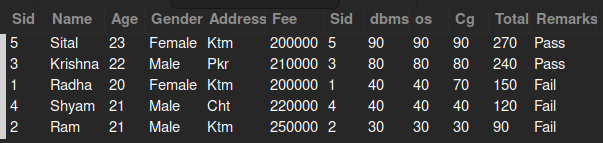 Sid Name Age Gender Address Fee Sid dbms os Cg Total Remarks
5 Sital 23 Female Ktm 200000 5 90 90 90 270 Pass
3 Krishna 22 Male Pkr 210000 3 80 80 80 240 Pass
1 Radha 20 Female Ktm 200000 1 40 40 70 150 Fail
4 Shyam 21 Male Cht 220000 4 40 40 40 120 Fail
2 Ram 21 Male Ktm 250000 2 30 30 30 90 Fail